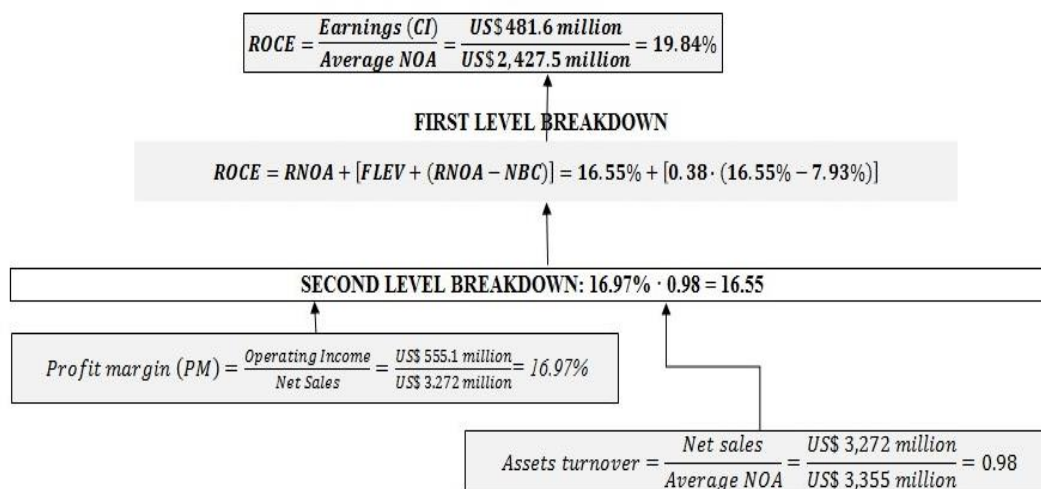 ROCE = Earnings (CI) / Average NOA = US$ 481.6 million / US$ 2,427.5 million = 19.84%
FIRST LEVEL BREAKDOWN
ROCE = RNOA + [FLEV + (RNOA − NBC)] = 16.55% + [0.38 · (16.55% − 7.93%)]
SECOND LEVEL BREAKDOWN: 16.97% · 0.98 = 16.55
Profit margin (PM) = Operating Income / Net Sales = US$ 555.1 million / US$ 3.272 million = 16.97%
Assets turnover = Net sales / Average NOA = US$ 3,272 million / US$ 3,355 million = 0.98